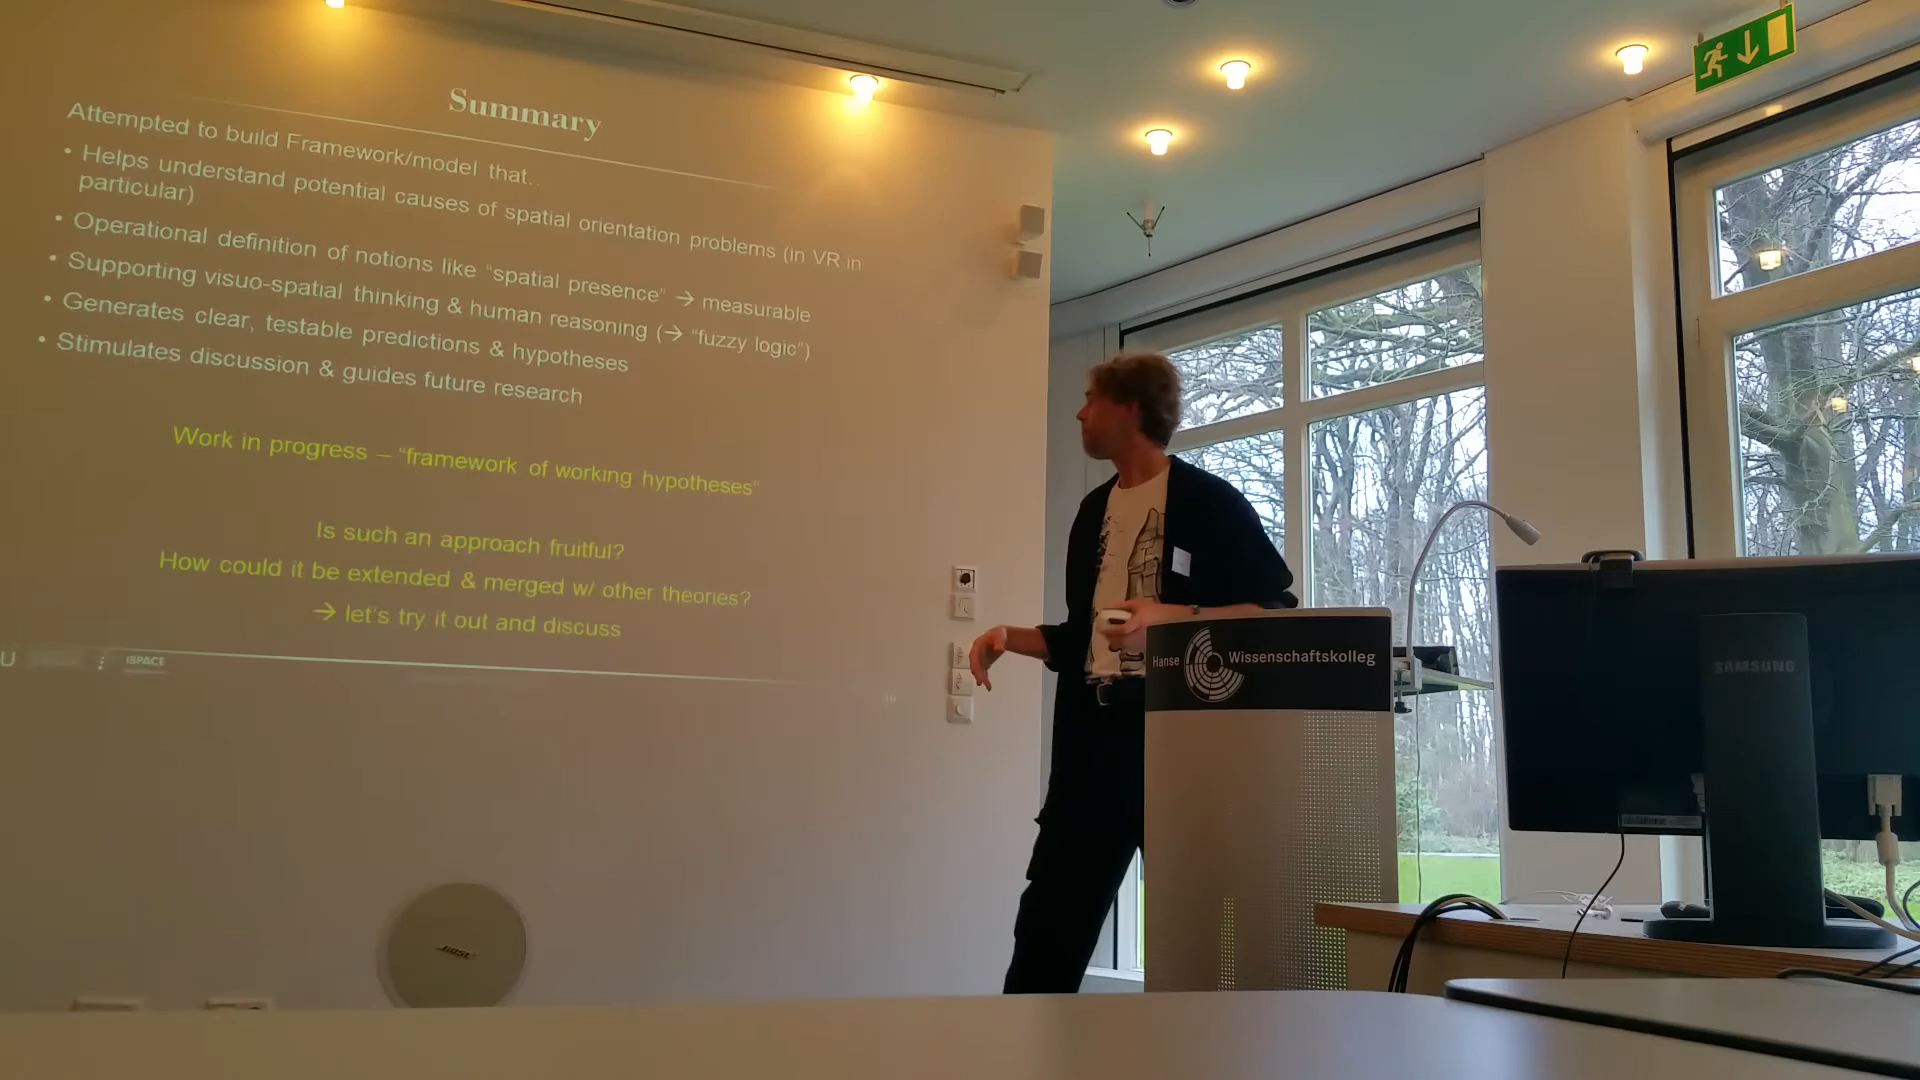 Summary
Attempted to build Framework/model that..
• Helps understand potential causes of spatial orientation problems (in VR in
particular)
• Operational definition of notions like “spatial presence” → measurable
• Supporting visuo-spatial thinking & human reasoning (→ “fuzzy logic”)
• Generates clear, testable predictions & hypotheses
• Stimulates discussion & guides future research
Work in progress – “framework of working hypotheses“
Is such an approach fruitful?
How could it be extended & merged w/ other theories?
→ let’s try it out and discuss
U
iSPACE
Hanse Wissenschaftskolleg
SAMSUNG
BOSE